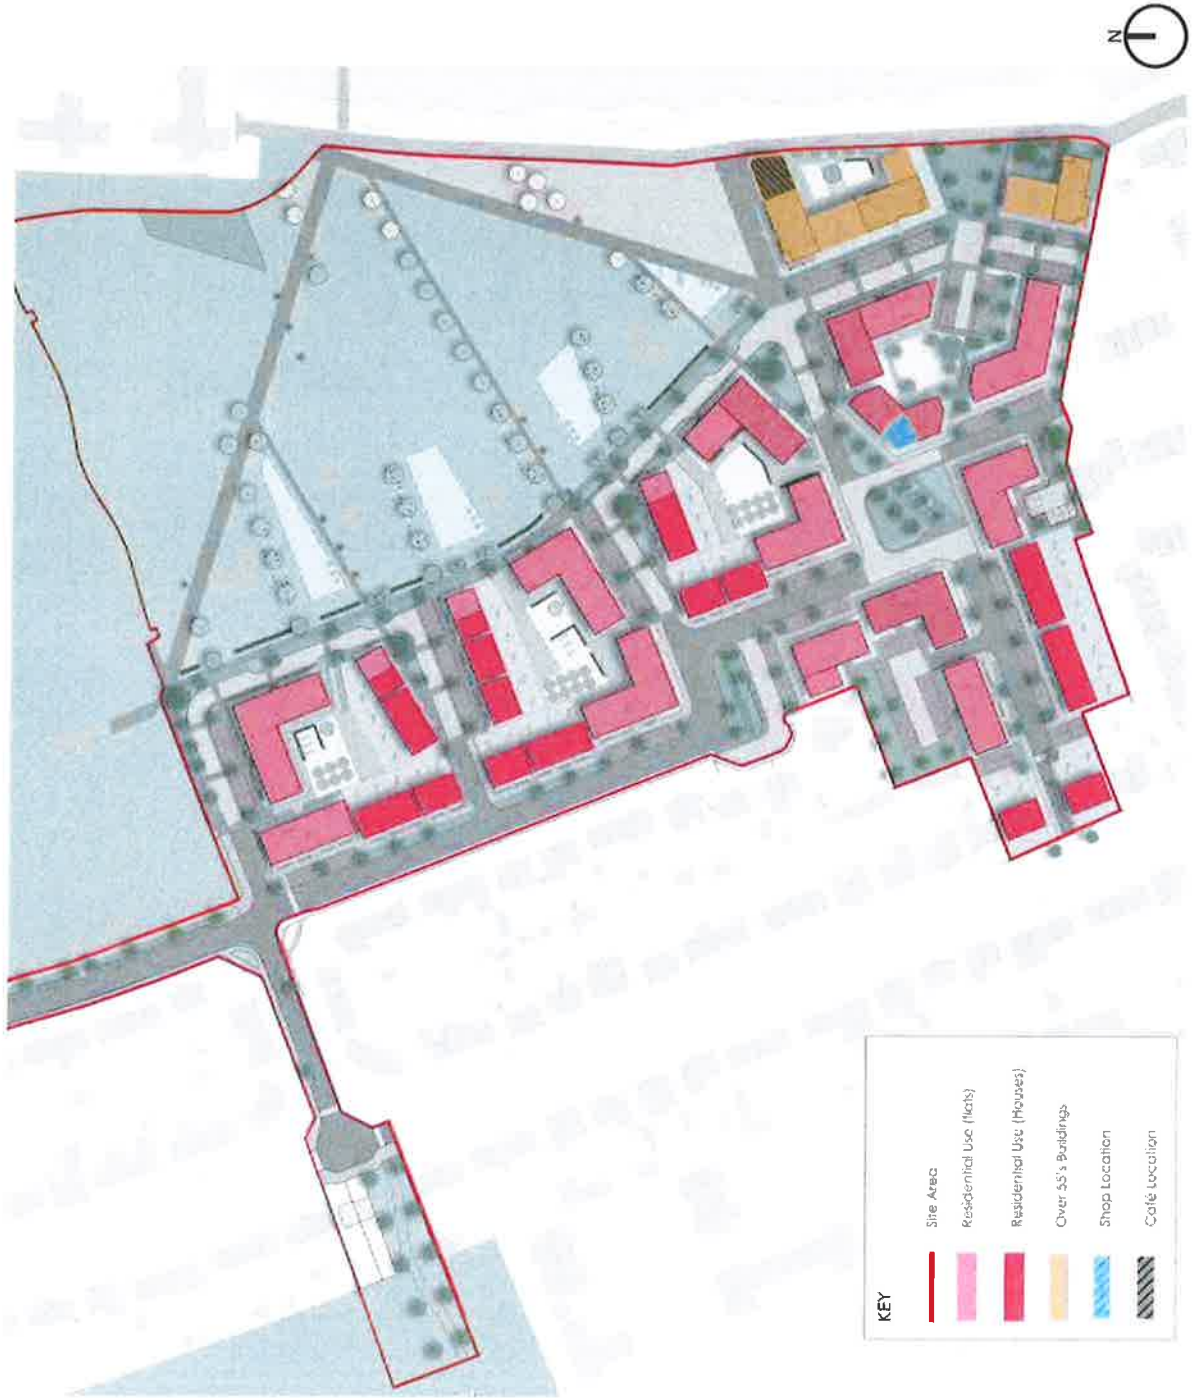 N
KEY
Site Area
Residential Use (flats)
Residential Use (Houses)
Over 55's Buildings
Shop Location
Café Location